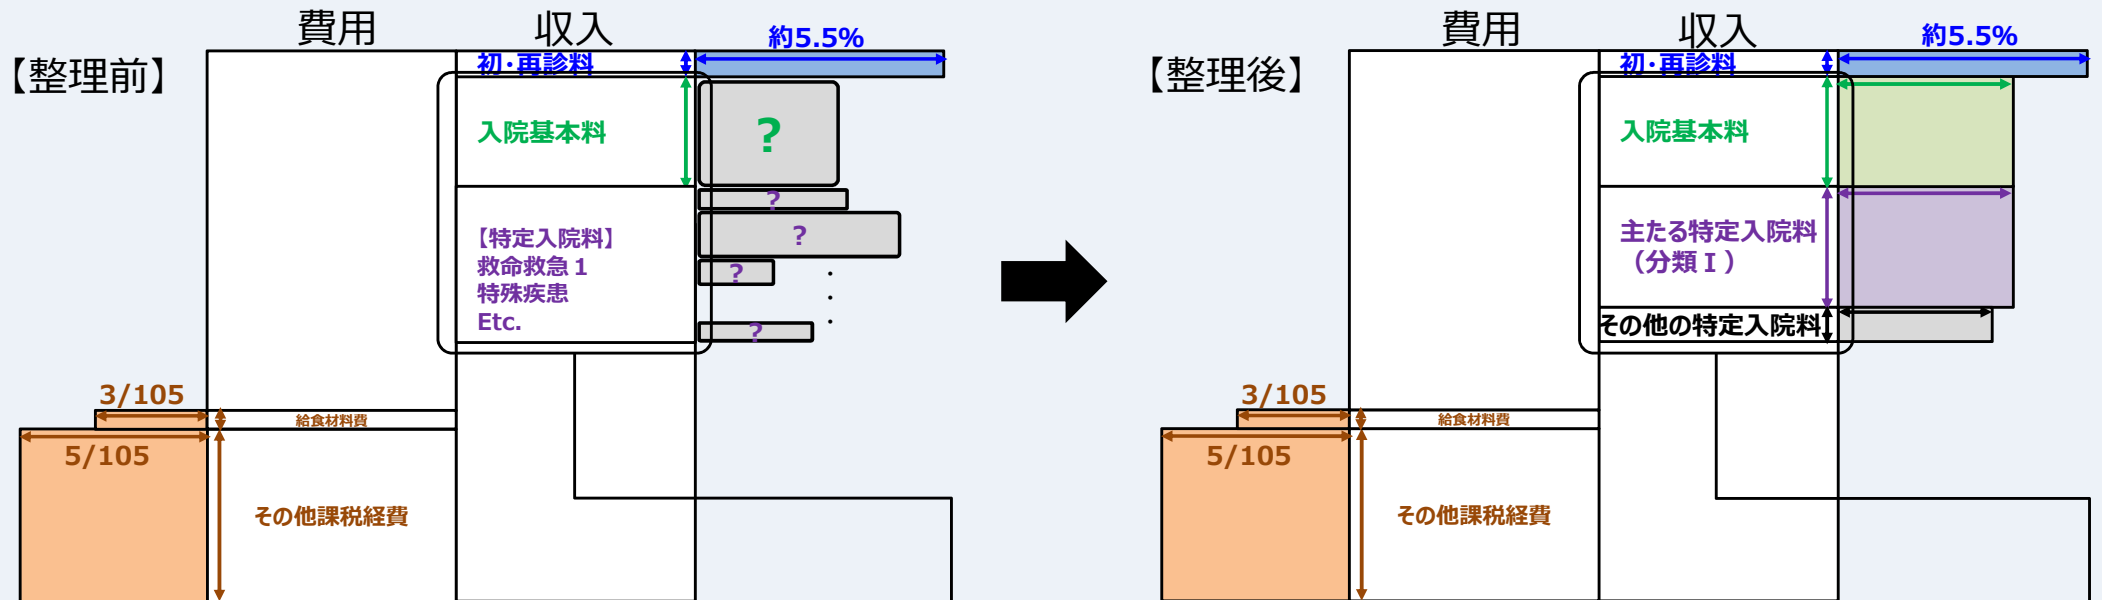 【整理前】
費用
収入
初・再診料
約5.5%
入院基本料
?
【特定入院料】
救命救急1
特殊疾患
Etc.
?
?
?
?
3/105
給食材料費
5/105
その他課税経費
【整理後】
費用
収入
初・再診料
約5.5%
入院基本料
主たる特定入院料
（分類Ⅰ）
その他の特定入院料
3/105
給食材料費
5/105
その他課税経費